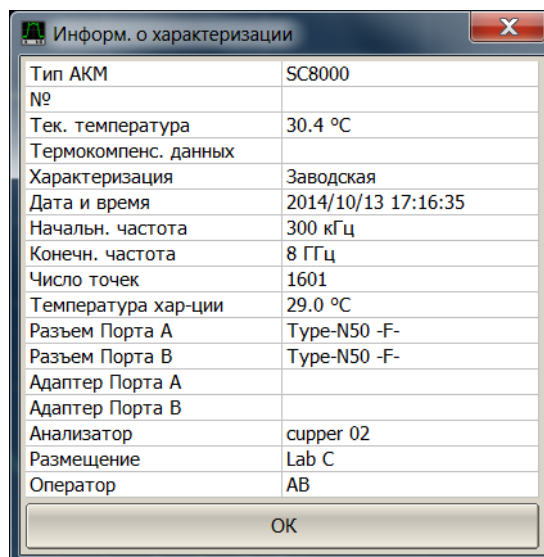 Информ. о характеризации
Тип АКМ SC8000
№
Тек. температура 30.4 °C
Термокомпенс. данных
Характеризация Заводская
Дата и время 2014/10/13 17:16:35
Начальн. частота 300 кГц
Конечн. частота 8 ГГц
Число точек 1601
Температура хар-ции 29.0 °C
Разъем Порта A Type-N50 -F-
Разъем Порта B Type-N50 -F-
Адаптер Порта A
Адаптер Порта B
Анализатор cupper 02
Размещение Lab C
Оператор AB
OK